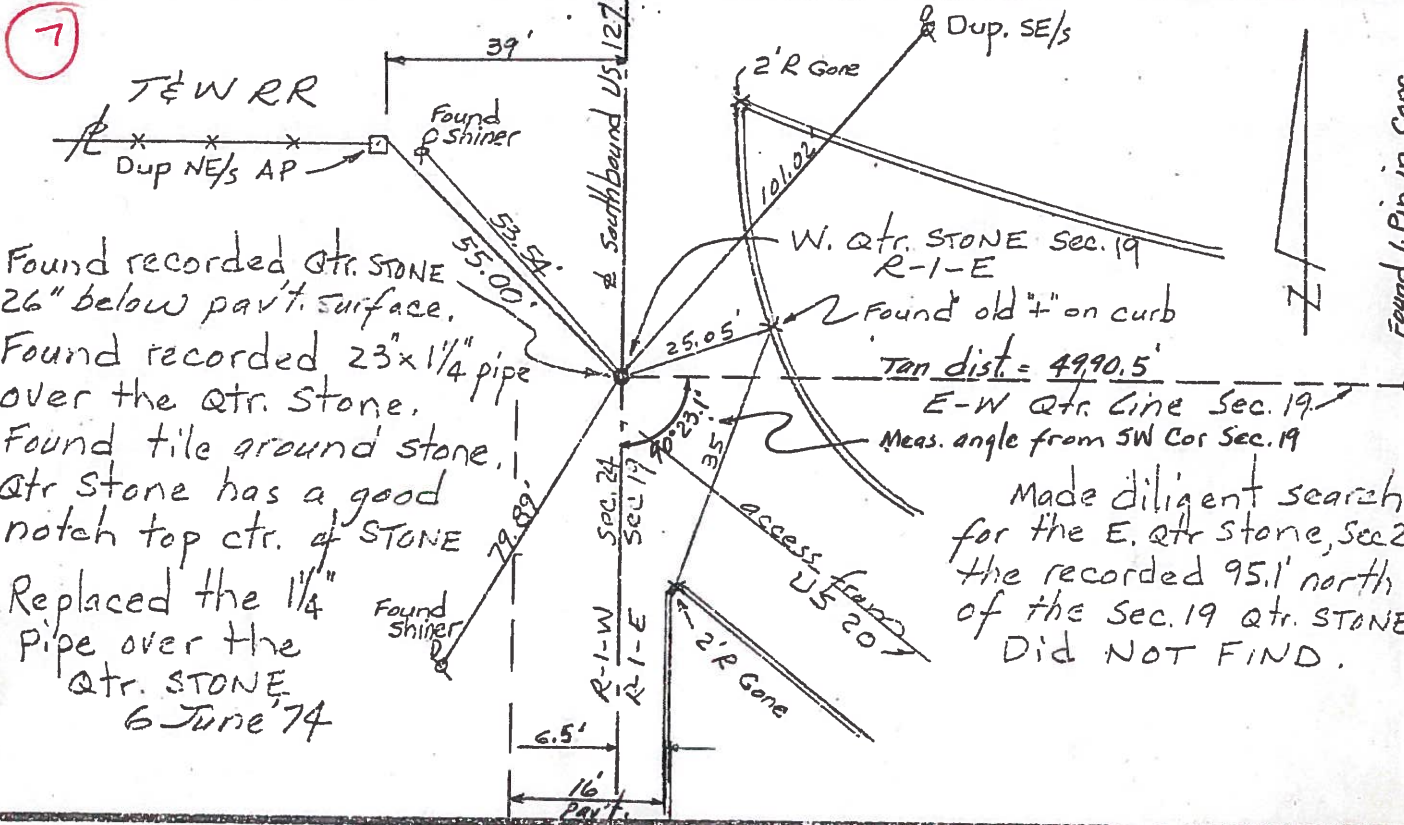 7
39'
T & W RR
Found
Shiner
Dup NE/s AP
℄ Southbound US 127
Dup. SE/s
2'R Gone
101.02'
53.54'
55.00'
W. Qtr. STONE Sec. 19
R-1-E
Found old "+" on curb
25.05'
Tan dist. = 4990.5'
E-W Qtr. Line Sec. 19
90°23.1'
Meas. angle from SW Cor Sec. 19
35'
Found recorded Qtr. STONE
26" below pav't. surface.
Found recorded 23"x 1¼" pipe
over the Qtr. Stone.
Found tile around stone.
Qtr Stone has a good
notch top ctr. of STONE
Replaced the 1¼"
pipe over the
Qtr. STONE
6 June '74
79.89'
Found
Shiner
Sec. 24
Sec 19
R-1-W
R-1-E
access from
US 20
2'R Gone
Made diligent search
for the E. Qtr Stone, Sec 2
the recorded 95.1' north
of the Sec. 19 Qtr. STONE
Did NOT FIND.
6.5'
16'
Pav't.
N
Found I. Pin in Conc